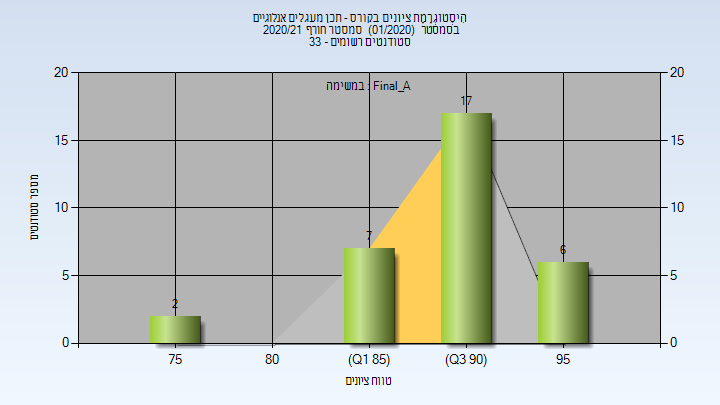 היסטוגרמת ציונים בקורס - תכן מעגלים אנלוגיים
בסמסטר (01/2020) סמסטר חורף 2020/21
סטודנטים רשומים - 33
במשימה : Final_A
20
15
10
5
0
20
15
10
5
0
2
7
17
6
75
80
(Q1 85)
(Q3 90)
95
מספר סטודנטים
טווח ציונים